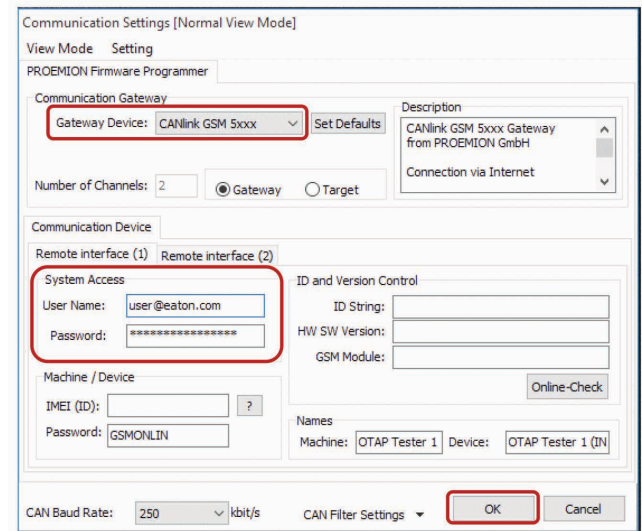 Communication Settings [Normal View Mode]
View Mode Setting
PROEMION Firmware Programmer
Communication Gateway
Gateway Device: CANlink GSM 5xxx Set Defaults
Description
CANlink GSM 5xxx Gateway
from PROEMION GmbH
Connection via Internet
Number of Channels: 2 Gateway Target
Communication Device
Remote interface (1) Remote interface (2)
System Access
User Name: user@eaton.com
Password: ****************
ID and Version Control
ID String:
HW SW Version:
GSM Module:
Online-Check
Machine / Device
IMEI (ID): ?
Password: GSMONLIN
Names
Machine: OTAP Tester 1 Device: OTAP Tester 1 (IN
CAN Baud Rate: 250 kbit/s CAN Filter Settings OK Cancel